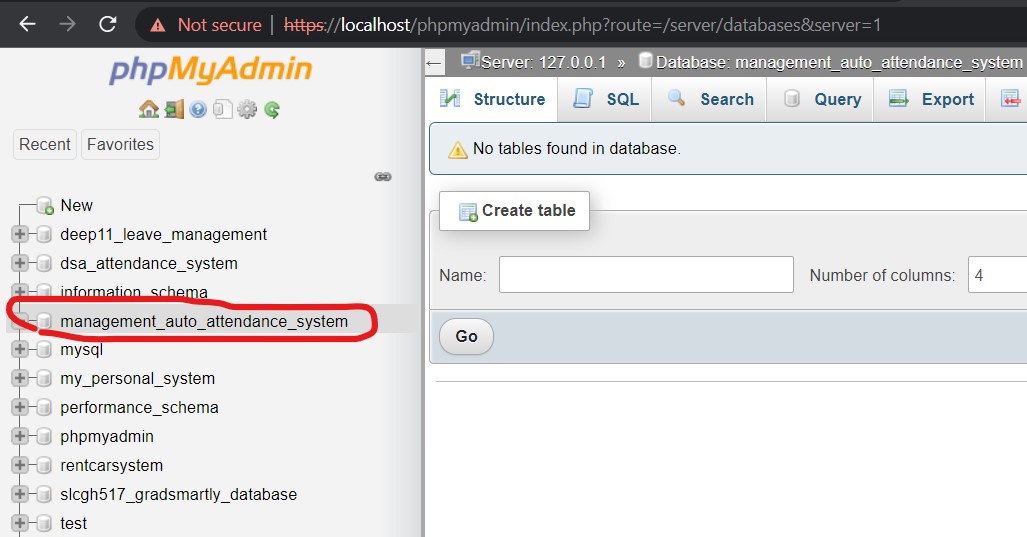 Not secure | https://localhost/phpmyadmin/index.php?route=/server/databases&server=1
phpMyAdmin
Recent Favorites
New
deep11_leave_management
dsa_attendance_system
information_schema
management_auto_attendance_system
mysql
my_personal_system
performance_schema
phpmyadmin
rentcarsystem
slcgh517_gradsmartly_database
test
Server: 127.0.0.1 » Database: management_auto_attendance_system
Structure SQL Search Query Export
No tables found in database.
Create table
Name: Number of columns: 4
Go